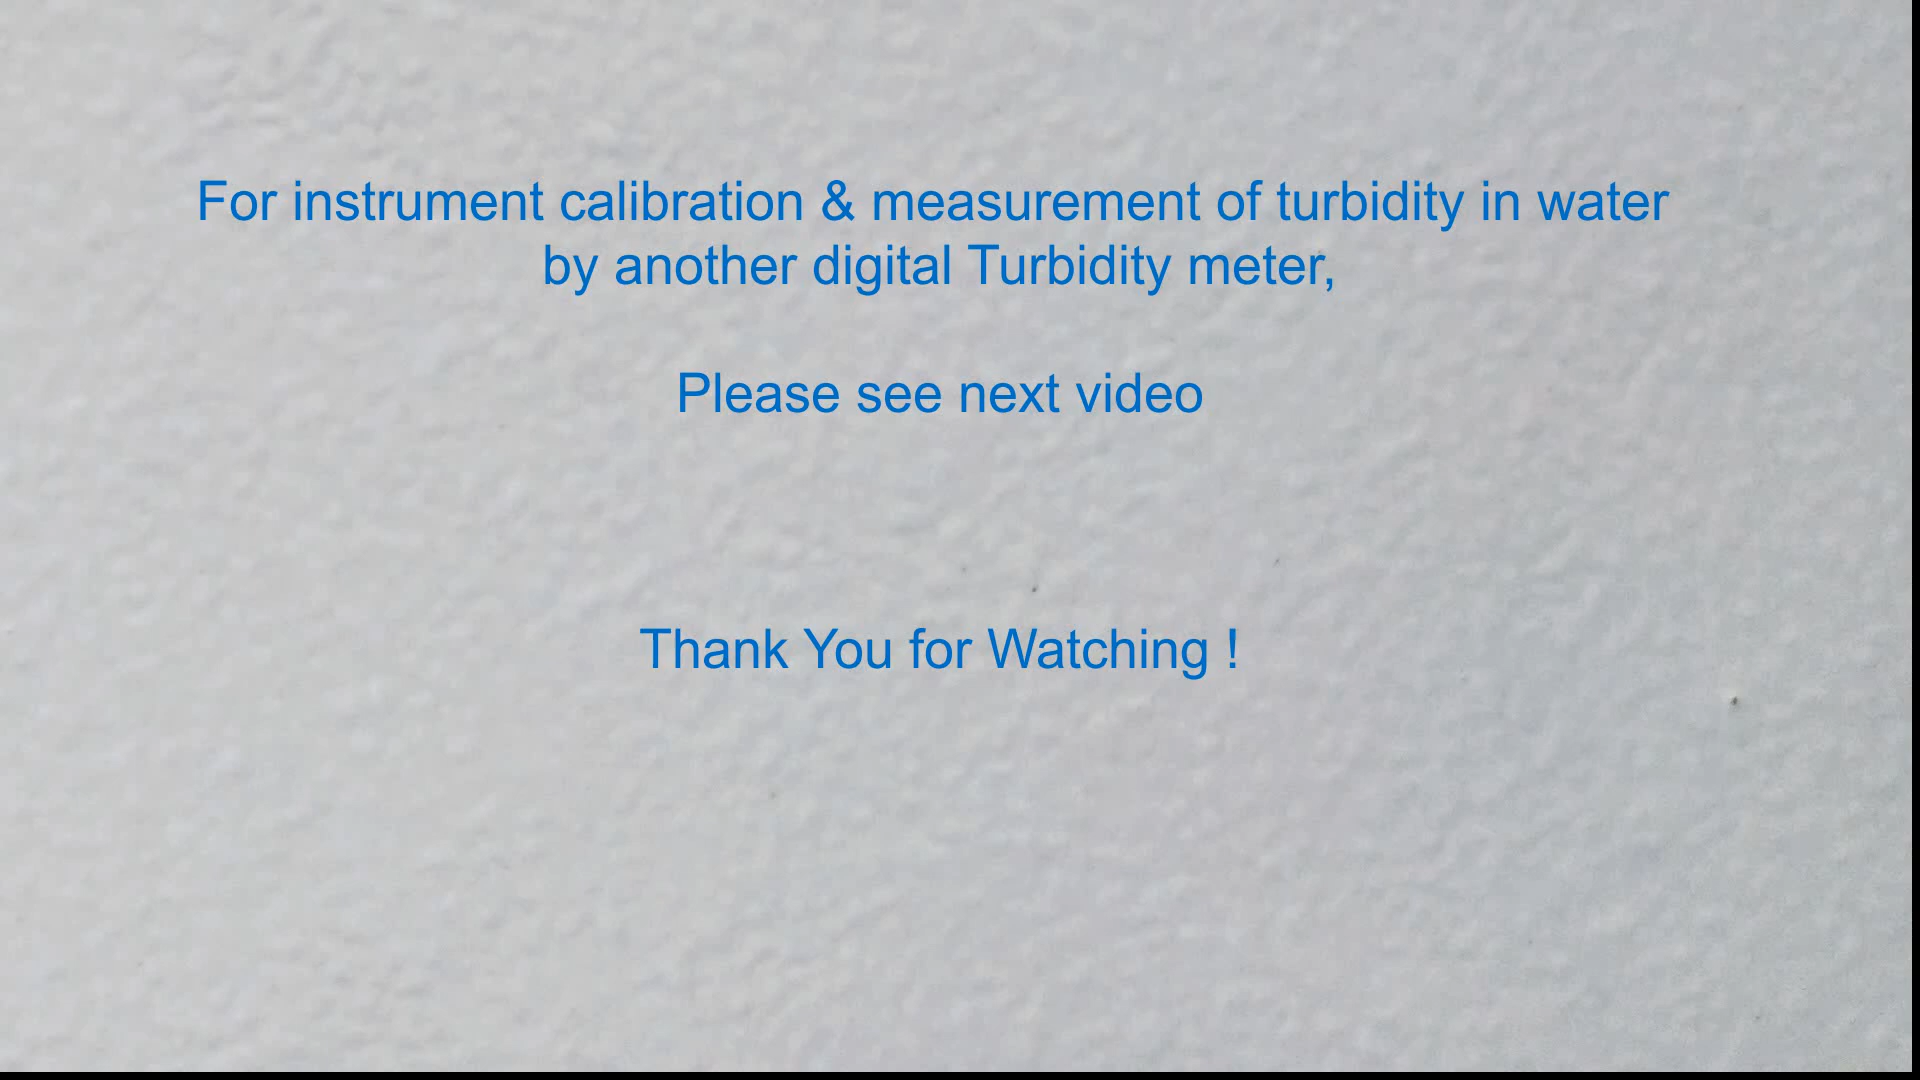 For instrument calibration & measurement of turbidity in water
by another digital Turbidity meter,
Please see next video
Thank You for Watching !